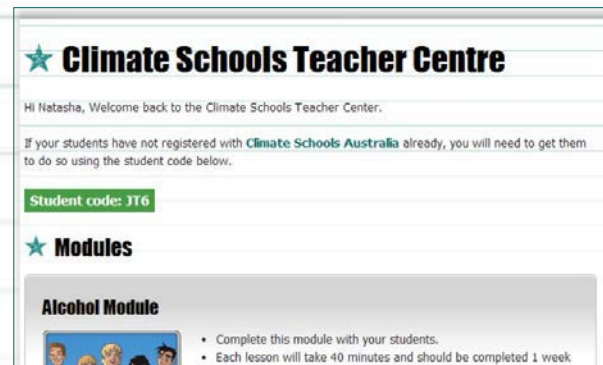 Climate Schools Teacher Centre
Hi Natasha, Welcome back to the Climate Schools Teacher Center.
If your students have not registered with Climate Schools Australia already, you will need to get them
to do so using the student code below.
Student code: JT6
Modules
Alcohol Module
• Complete this module with your students.
• Each lesson will take 40 minutes and should be completed 1 week